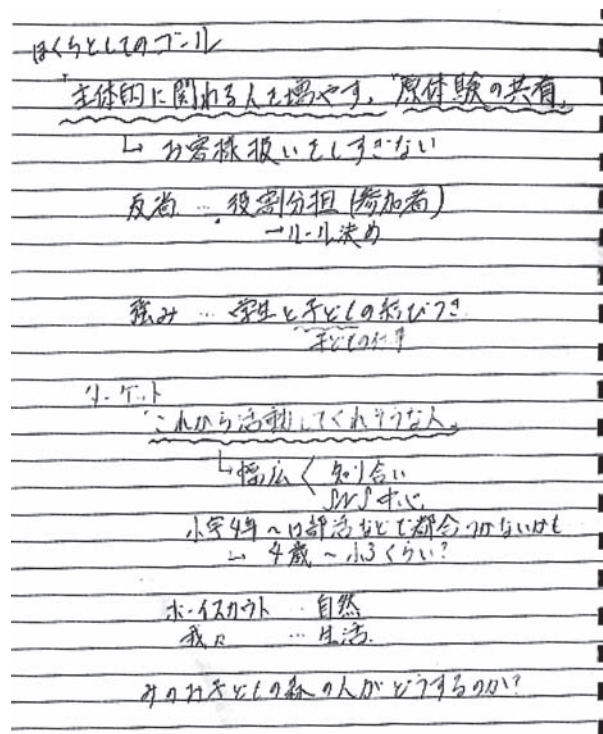 ぼくらとしてのゴール
「主体的に関わる人を増やす」「原体験の共有」
↳ お客様扱いをしすぎない
反省 … 役割分担 (参加者)
→ルール決め
強み … 学生と子どもの結びつき
子どもの
ターゲット
「これから活動してくれそうな人」
↳幅広く 知り合い
SNS中心
小学4年〜は部活などで都合つかないかも
↳ 4歳〜小3くらい?
ボーイスカウト … 自然
我々 … 生活
みのお子どもの森の人がどうするのか?